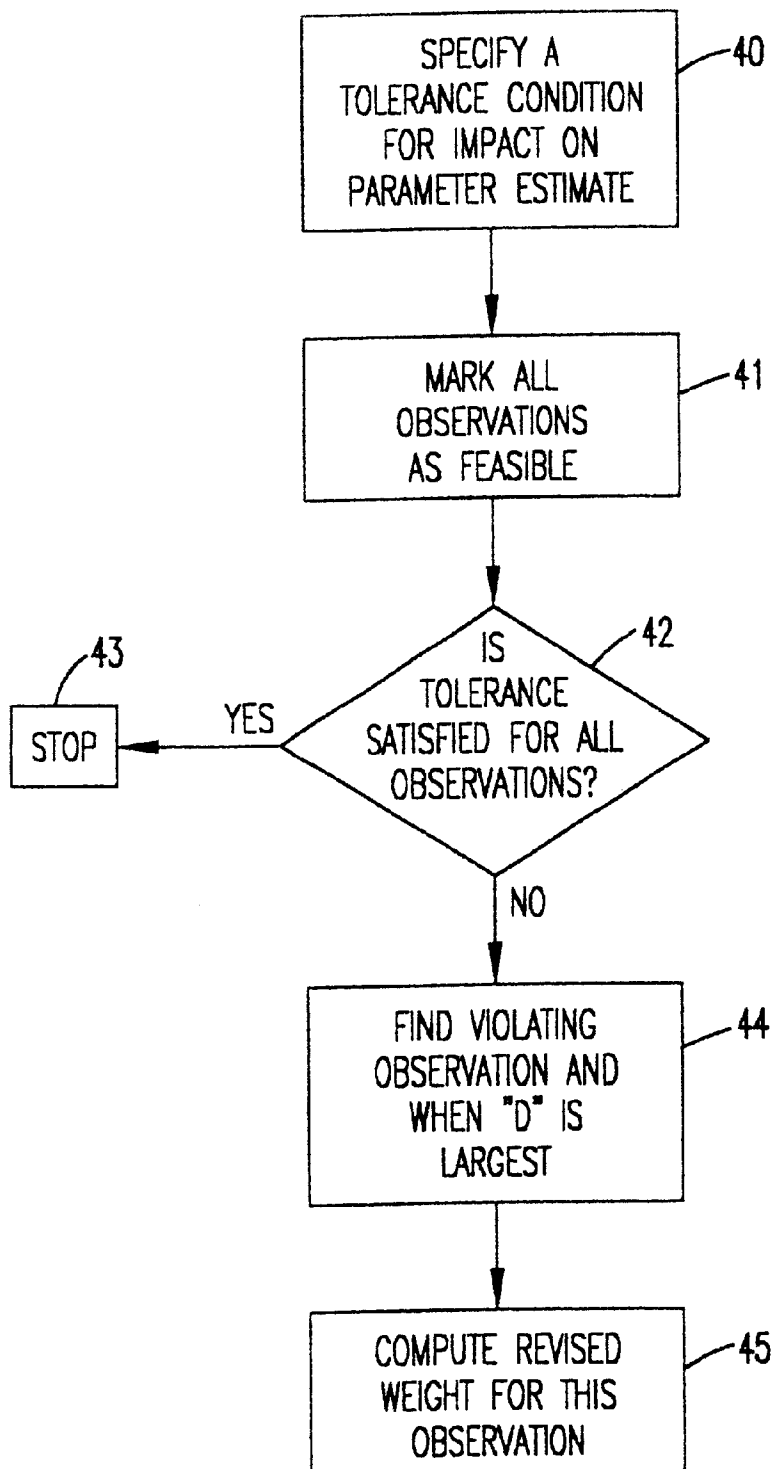 SPECIFY A
TOLERANCE CONDITION
FOR IMPACT ON
PARAMETER ESTIMATE
40
MARK ALL
OBSERVATIONS
AS FEASIBLE
41
IS
TOLERANCE
SATISFIED FOR ALL
OBSERVATIONS?
42
43
YES
STOP
NO
FIND VIOLATING
OBSERVATION AND
WHEN "D" IS
LARGEST
44
COMPUTE REVISED
WEIGHT FOR THIS
OBSERVATION
45